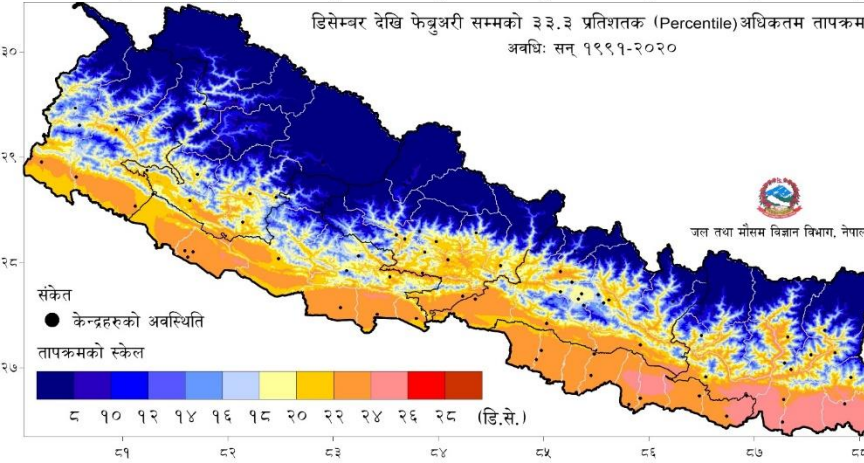 डिसेम्बर देखि फेब्रुअरी सम्मको ३३.३ प्रतिशतक (Percentile) अधिकतम तापक्रम
अवधिः सन् १९९१-२०२०
जल तथा मौसम विज्ञान विभाग, नेपाल
३०
२९
२८
२७
संकेत
केन्द्रहरुको अवस्थिति
तापक्रमको स्केल
८ १० १२ १४ १६ १८ २० २२ २४ २६ २८ (डि.से.)
८१ ८२ ८३ ८४ ८५ ८६ ८७ ८८